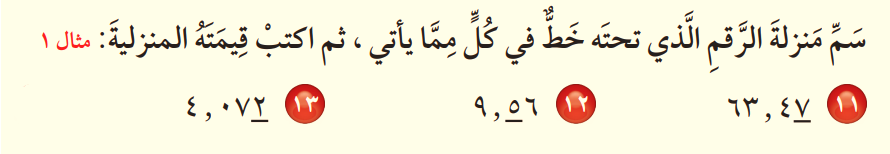 سَمِّ مَنزلةَ الرَّقمِ الَّذي تحتَه خَطٌّ في كُلٍّ مِمَّا يأتي ، ثم اكتبْ قِيمَتَهُ المنزليةَ: مثال ١
١١ ٦٣,٤٧ ١٢ ٩,٥٦ ١٣ ٤,٠٧٢